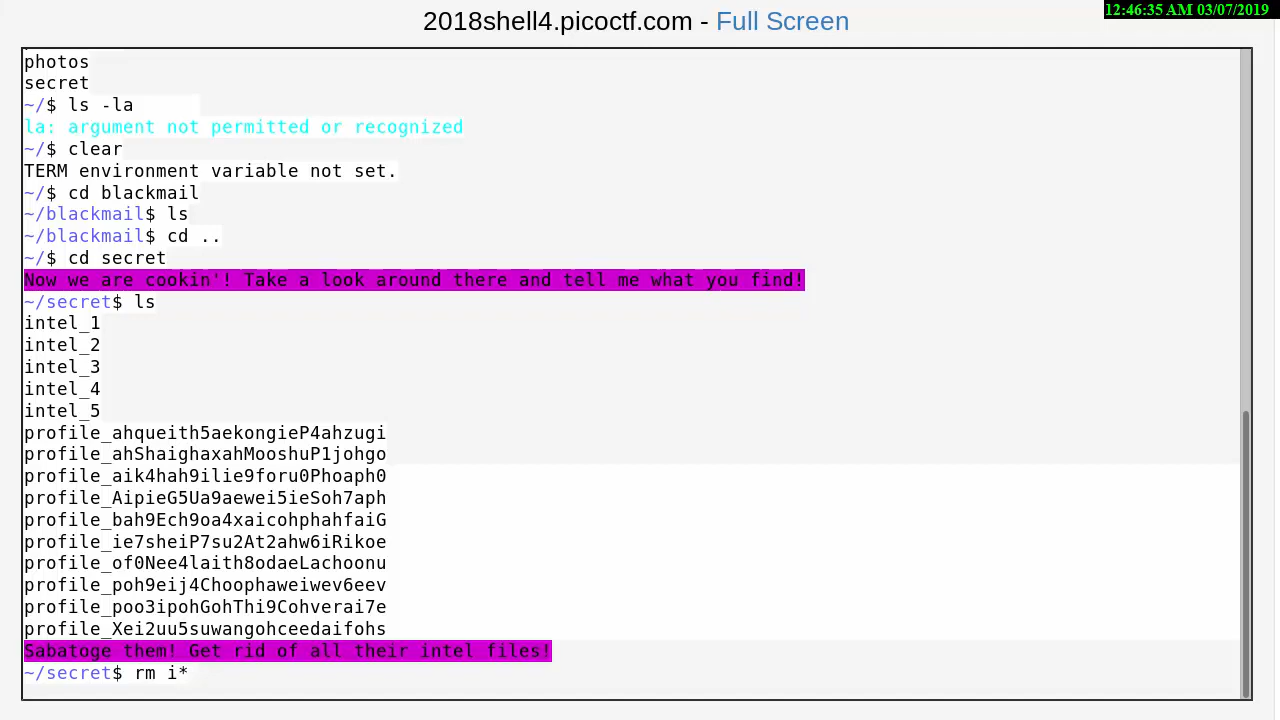 2018shell4.picoctf.com - Full Screen
12:46:35 AM 03/07/2019
photos
secret
~/$ ls -la
la: argument not permitted or recognized
~/$ clear
TERM environment variable not set.
~/$ cd blackmail
~/blackmail$ ls
~/blackmail$ cd ..
~/$ cd secret
Now we are cookin'! Take a look around there and tell me what you find!
~/secret$ ls
intel_1
intel_2
intel_3
intel_4
intel_5
profile_ahqueith5aekongieP4ahzugi
profile_ahShaighaxahMooshuP1johgo
profile_aik4hah9ilie9foru0Phoaph0
profile_AipieG5Ua9aewei5ieSoh7aph
profile_bah9Ech9oa4xaicohphahfaiG
profile_ie7sheiP7su2At2ahw6iRikoe
profile_of0Nee4laith8odaeLachoonu
profile_poh9eij4Choophaweiwev6eev
profile_poo3ipohGohThi9Cohverai7e
profile_Xei2uu5suwangohceedaifohs
Sabatoge them! Get rid of all their intel files!
~/secret$ rm i*